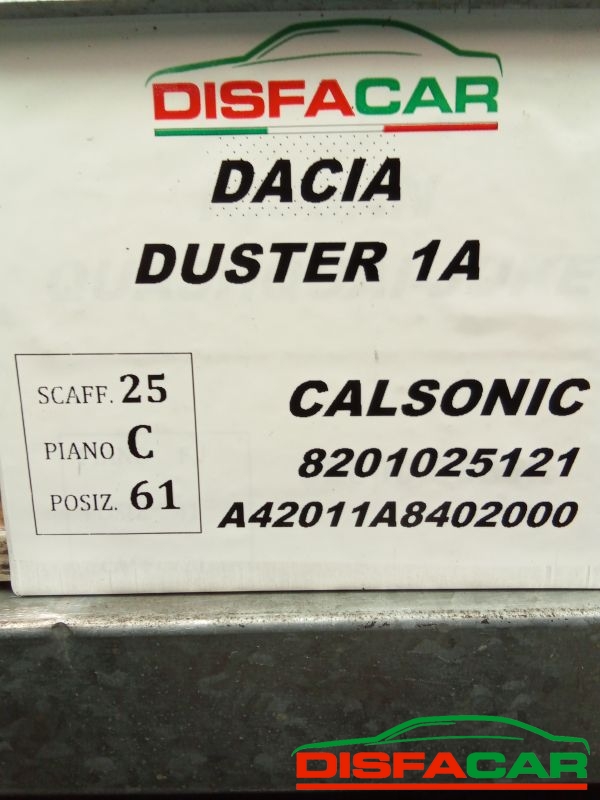 DISFACAR
DACIA
DUSTER 1A
SCAFF. 25
PIANO C
POSIZ. 61
CALSONIC
8201025121
A42011A8402000
DISFACAR